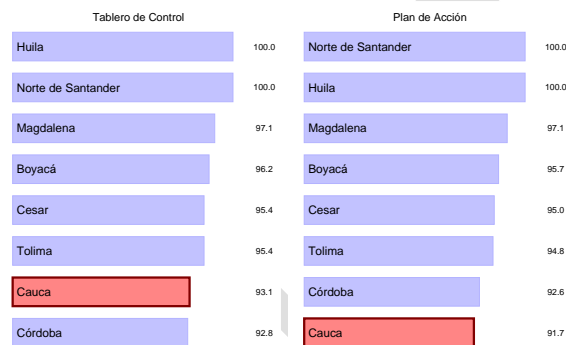 Tablero de Control
Huila 100.0
Norte de Santander 100.0
Magdalena 97.1
Boyacá 96.2
Cesar 95.4
Tolima 95.4
Cauca 93.1
Córdoba 92.8
Plan de Acción
Norte de Santander 100.0
Huila 100.0
Magdalena 97.1
Boyacá 95.7
Cesar 95.0
Tolima 94.8
Córdoba 92.6
Cauca 91.7